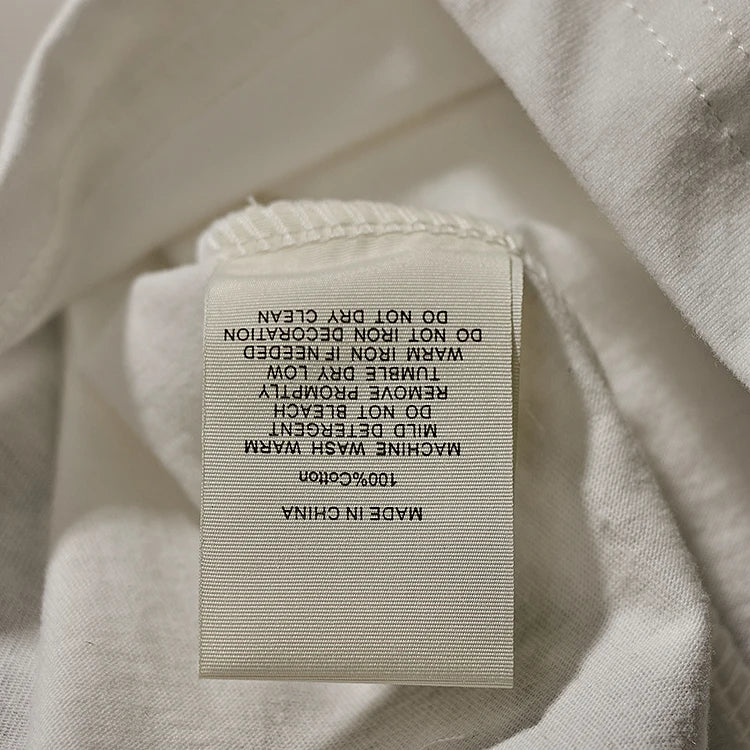 MADE IN CHINA
100%Cotton
MACHINE WASH WARM
MILD DETERGENT
DO NOT BLEACH
REMOVE PROMPTLY
TUMBLE DRY LOW
WARM IRON IF NEEDED
DO NOT IRON DECORATION
DO NOT DRY CLEAN